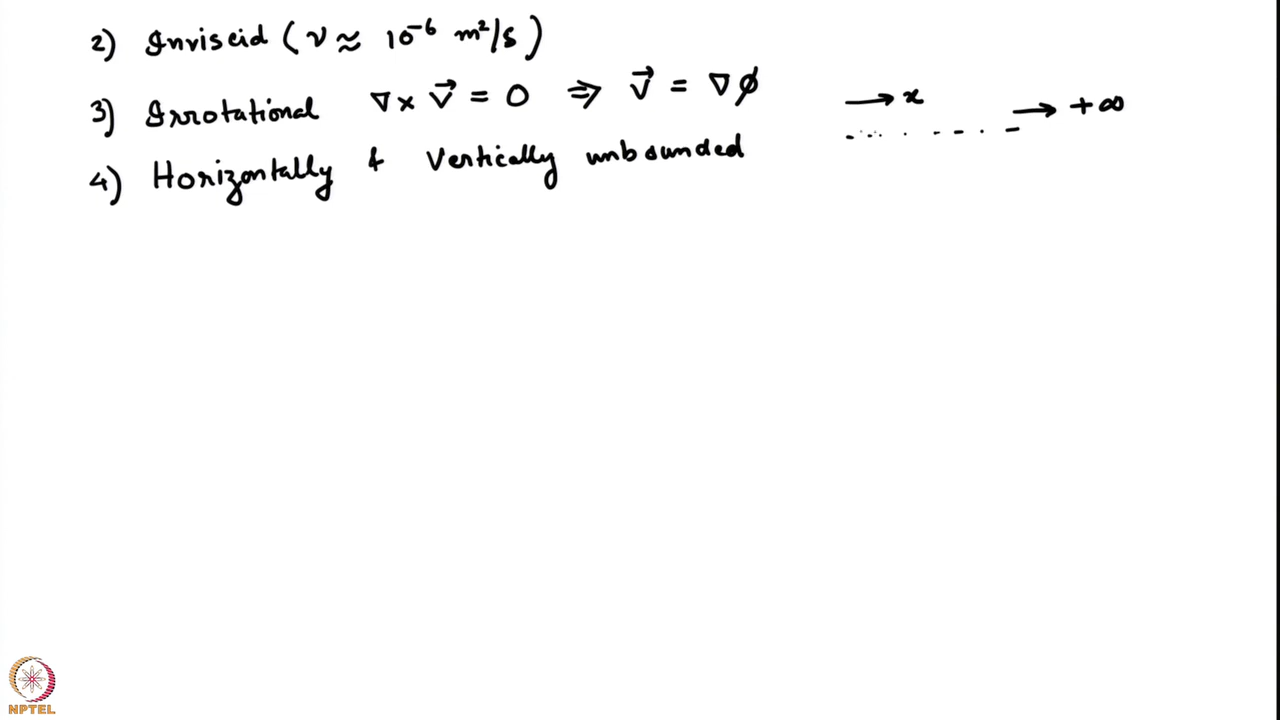 2) Inviscid ( ν ≈ 10⁻⁶ m²/s )
3) Irrotational ∇ × V⃗ = 0 ⇒ V⃗ = ∇φ → x → +∞
4) Horizontally & Vertically unbounded
NPTEL